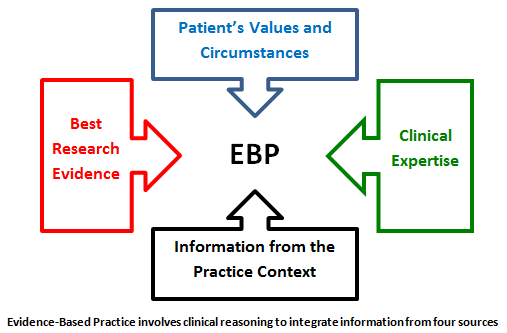 Patient's Values and
Circumstances
Best
Research
Evidence
EBP
Clinical
Expertise
Information from the
Practice Context
Evidence-Based Practice involves clinical reasoning to integrate information from four sources